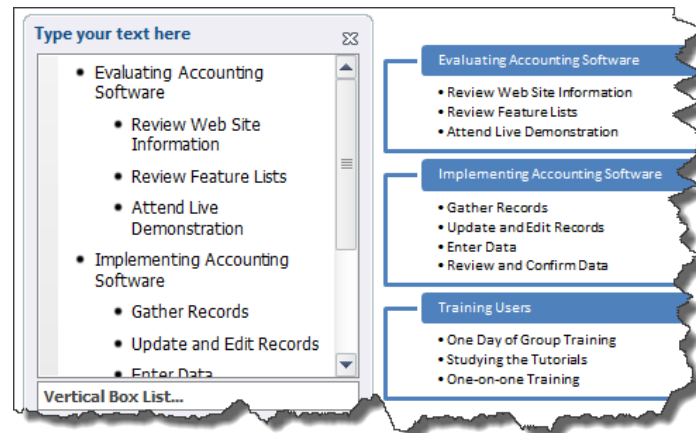 Type your text here
• Evaluating Accounting
Software
• Review Web Site
Information
• Review Feature Lists
• Attend Live
Demonstration
• Implementing Accounting
Software
• Gather Records
• Update and Edit Records
• Enter Data
Vertical Box List...
Evaluating Accounting Software
• Review Web Site Information
• Review Feature Lists
• Attend Live Demonstration
Implementing Accounting Software
• Gather Records
• Update and Edit Records
• Enter Data
• Review and Confirm Data
Training Users
• One Day of Group Training
• Studying the Tutorials
• One-on-one Training